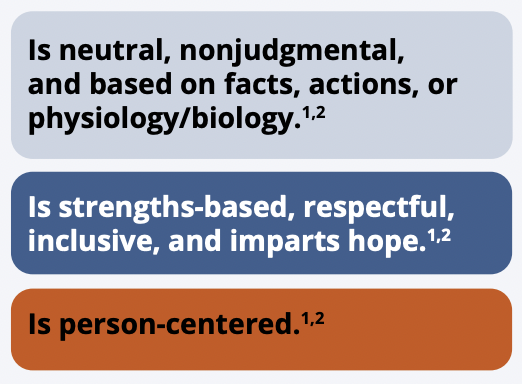 Is neutral, nonjudgmental,
and based on facts, actions, or
physiology/biology.1,2
Is strengths-based, respectful,
inclusive, and imparts hope.1,2
Is person-centered.1,2